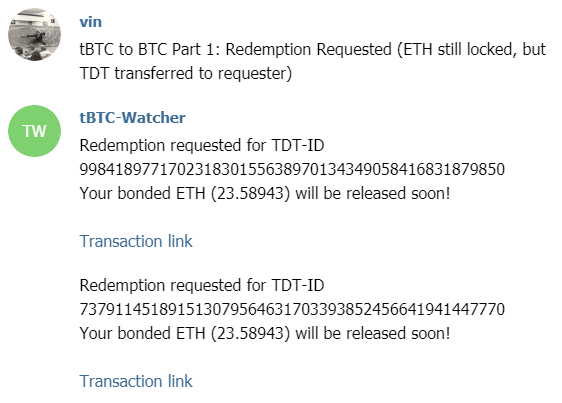 vin
tBTC to BTC Part 1: Redemption Requested (ETH still locked, but
TDT transferred to requester)
TW
tBTC-Watcher
Redemption requested for TDT-ID
998418977170231830155638970134349058416831879850
Your bonded ETH (23.58943) will be released soon!
Transaction link
Redemption requested for TDT-ID
737911451891513079564631703393852456641941447770
Your bonded ETH (23.58943) will be released soon!
Transaction link